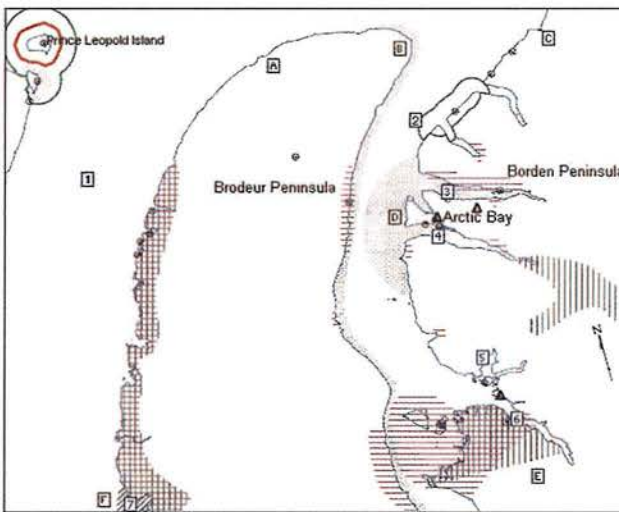 C
Prince Leopold Island
B
A
2
1
Borden Peninsula
Brodeur Peninsula
3
D
Arctic Bay
4
N
5
6
E
F
7